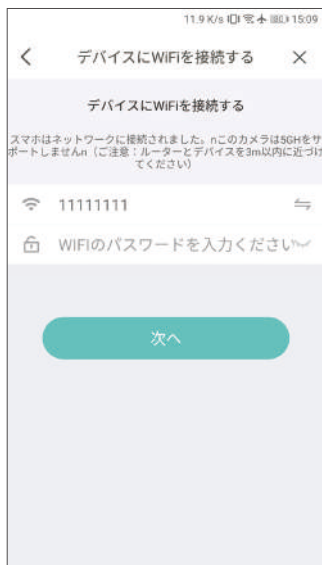 11.9 K/s 15:09
デバイスにWiFiを接続する
デバイスにWiFiを接続する
スマホはネットワークに接続されました。nこのカメラは5GHをサ
ポートしませんn（ご注意：ルーターとデバイスを3m以内に近づけ
てください）
11111111
WIFIのパスワードを入力ください
次へ